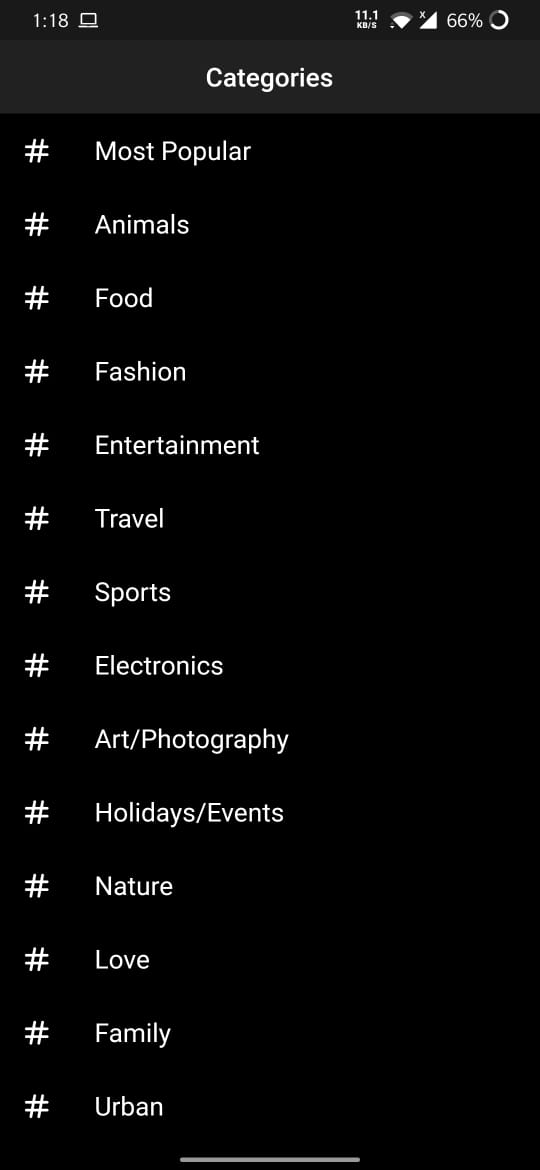 1:18 11.1 KB/S X 66%
Categories
# Most Popular
# Animals
# Food
# Fashion
# Entertainment
# Travel
# Sports
# Electronics
# Art/Photography
# Holidays/Events
# Nature
# Love
# Family
# Urban